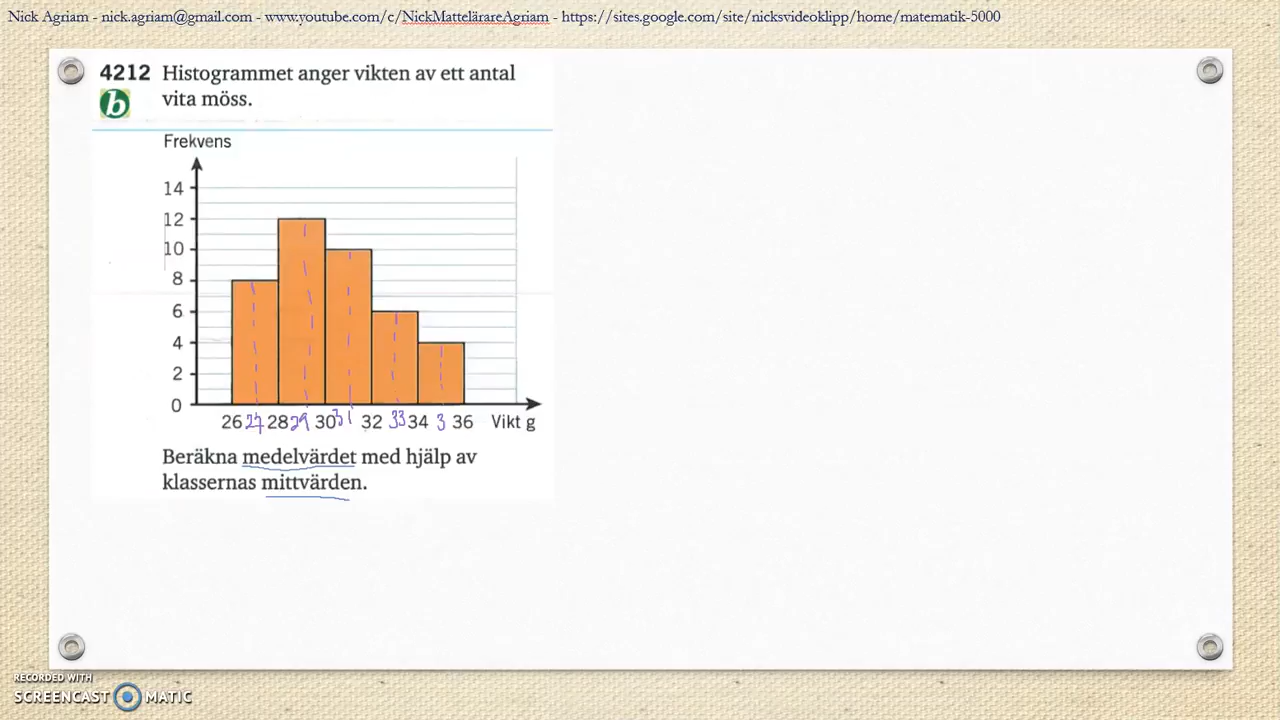 Nick Agriam - nick.agriam@gmail.com - www.youtube.com/c/NickMattelärareAgriam - https://sites.google.com/site/nicksvideoklipp/home/matematik-5000
4212 Histogrammet anger vikten av ett antal
b vita möss.
Frekvens
14
12
10
8
6
4
2
0
26 27 28 29 30 31 32 33 34 3 36 Vikt g
Beräkna medelvärdet med hjälp av
klassernas mittvärden.
RECORDED WITH
SCREENCAST MATIC